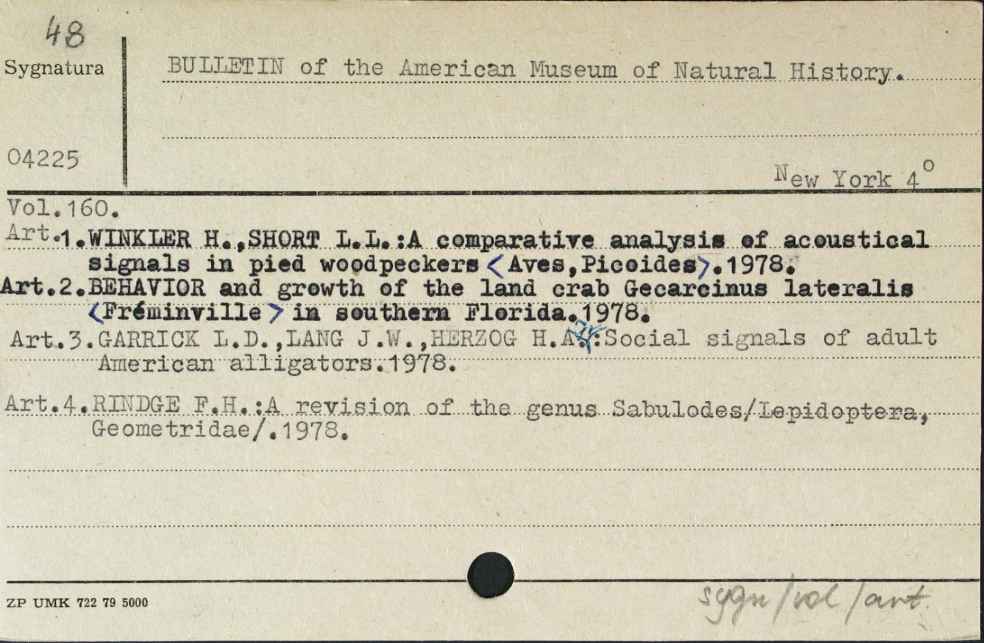 48
Sygnatura
BULLETIN of the American Museum of Natural History.
04225
New York 4°
Vol.160.
Art.1.WINKLER H.,SHORT L.L.:A comparative analysis of acoustical
signals in pied woodpeckers <Aves,Picoides>.1978.
Art.2.BEHAVIOR and growth of the land crab Gecarcinus lateralis
<Fréminville> in southern Florida.1978.
Art.3.GARRICK L.D.,LANG J.W.,HERZOG H.A.:Social signals of adult
American alligators.1978.
Art.4.RINDGE F.H.:A revision of the genus Sabulodes/Lepidoptera,
Geometridae/.1978.
ZP UMK 722 79 5000
sygn/vol/art.